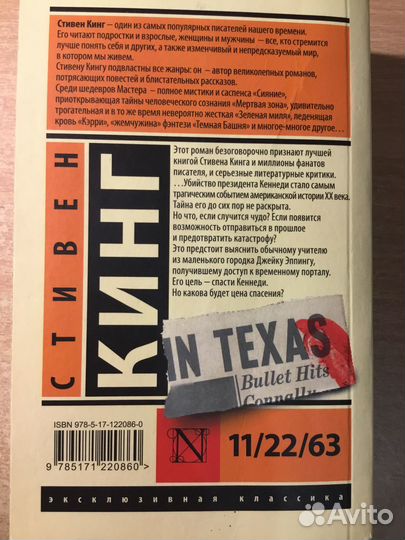 Стивен Кинг – один из самых популярных писателей нашего времени.
Его читают подростки и взрослые, женщины и мужчины – все, кто стремится
лучше понять себя и других, а также изменчивый и непредсказуемый мир,
в котором мы живем.
Стивену Кингу подвластны все жанры: он – автор великолепных романов,
потрясающих повестей и блистательных рассказов.
Среди шедевров Мастера – полное мистики и саспенса «Сияние»,
приоткрывающая тайны человеческого сознания «Мертвая зона», удивительно
трогательная и в то же время невероятно жесткая «Зеленая миля», леденящая
кровь «Кэрри», «жемчужина» фэнтези «Темная Башня» и многое-многое другое…
СТИВЕН
КИНГ
Этот роман безоговорочно признают лучшей
книгой Стивена Кинга и миллионы фанатов
писателя, и серьезные литературные критики.
…Убийство президента Кеннеди стало самым
трагическим событием американской истории XX века.
Тайна его до сих пор не раскрыта.
Но что, если случится чудо? Если появится
возможность отправиться в прошлое
и предотвратить катастрофу?
Это предстоит выяснить обычному учителю
из маленького городка Джейку Эппингу,
получившему доступ к временному порталу.
Его цель – спасти Кеннеди.
Но какова будет цена спасения?
IN TEXAS
Bullet Hits
Connally
ISBN 978-5-17-122086-0
9 785171 220860 >
N
11/22/63
эксклюзивная классика
Avito